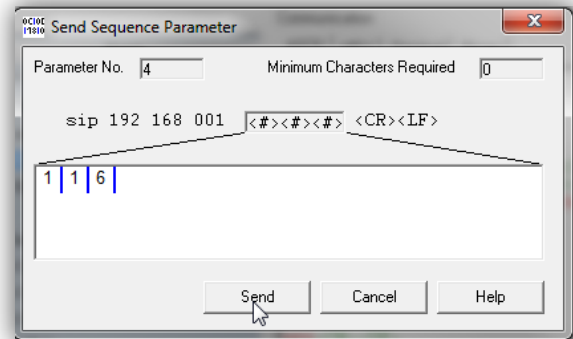 Send Sequence Parameter
Parameter No. 4 Minimum Characters Required 0
sip 192 168 001 <#><#><#> <CR><LF>
1 1 6
Send Cancel Help